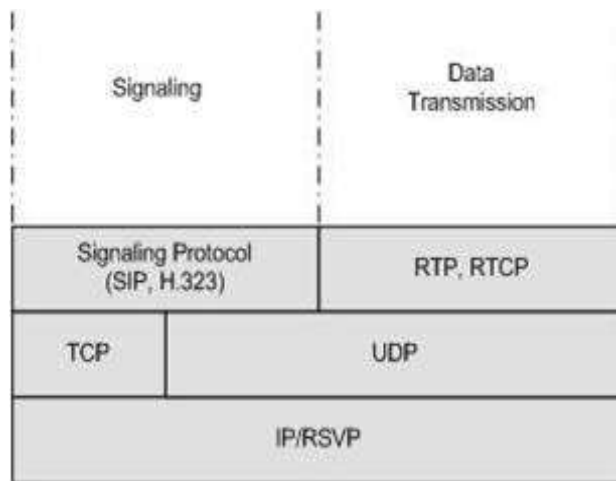 Signaling
Data
Transmission
Signaling Protocol
(SIP, H.323)
RTP, RTCP
TCP
UDP
IP/RSVP